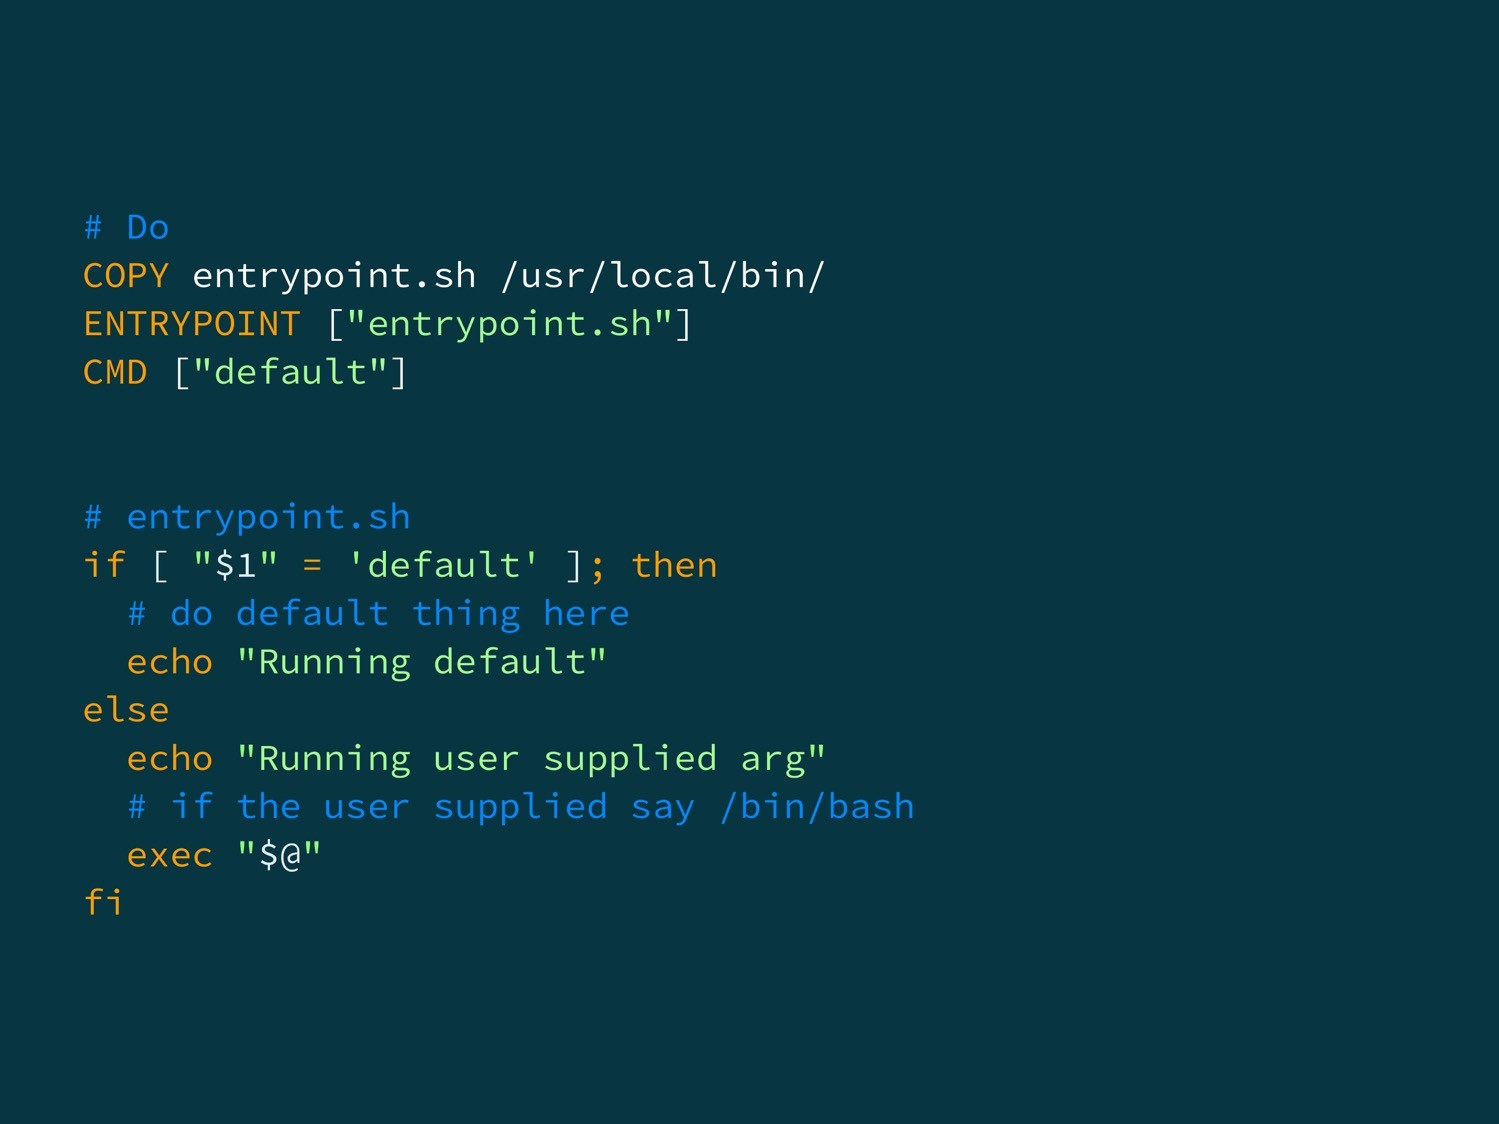 # Do
COPY entrypoint.sh /usr/local/bin/
ENTRYPOINT ["entrypoint.sh"]
CMD ["default"]
# entrypoint.sh
if [ "$1" = 'default' ]; then
  # do default thing here
  echo "Running default"
else
  echo "Running user supplied arg"
  # if the user supplied say /bin/bash
  exec "$@"
fi